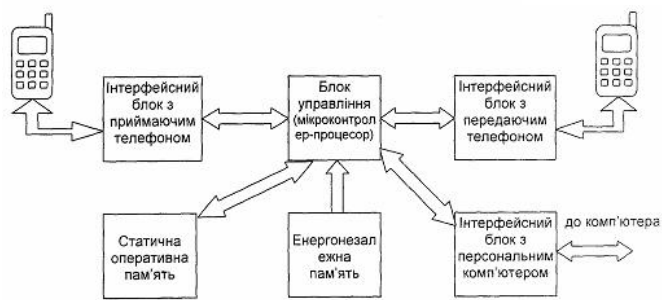 Інтерфейсний
блок з
приймаючим
телефоном
Блок
управління
(мікроконтрол
ер-процесор)
Інтерфейсний
блок з
передаючим
телефоном
Статична
оперативна
пам'ять
Енергонезал
ежна
пам'ять
Інтерфейсний
блок з
персональним
комп'ютером
до комп'ютера